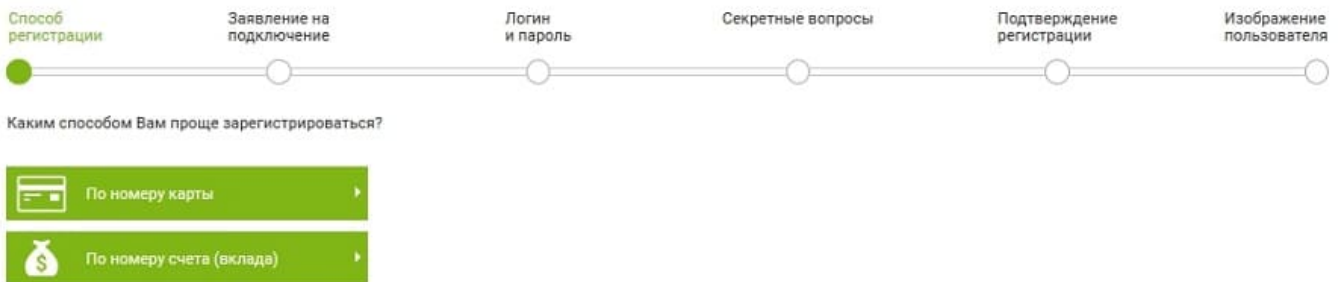 Способ
регистрации
Заявление на
подключение
Логин
и пароль
Секретные вопросы
Подтверждение
регистрации
Изображение
пользователя
Каким способом Вам проще зарегистрироваться?
По номеру карты
По номеру счета (вклада)